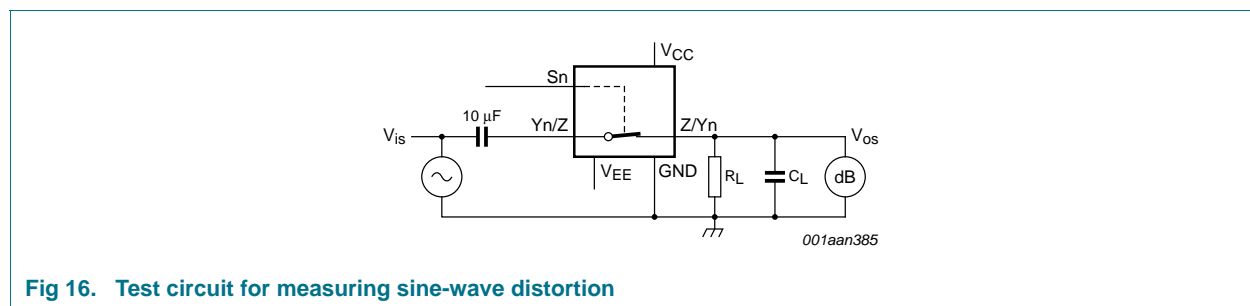 VCC
Sn
10 μF
Yn/Z
Z/Yn
Vis
Vos
VEE
GND
RL
CL
dB
001aan385
Fig 16. Test circuit for measuring sine-wave distortion